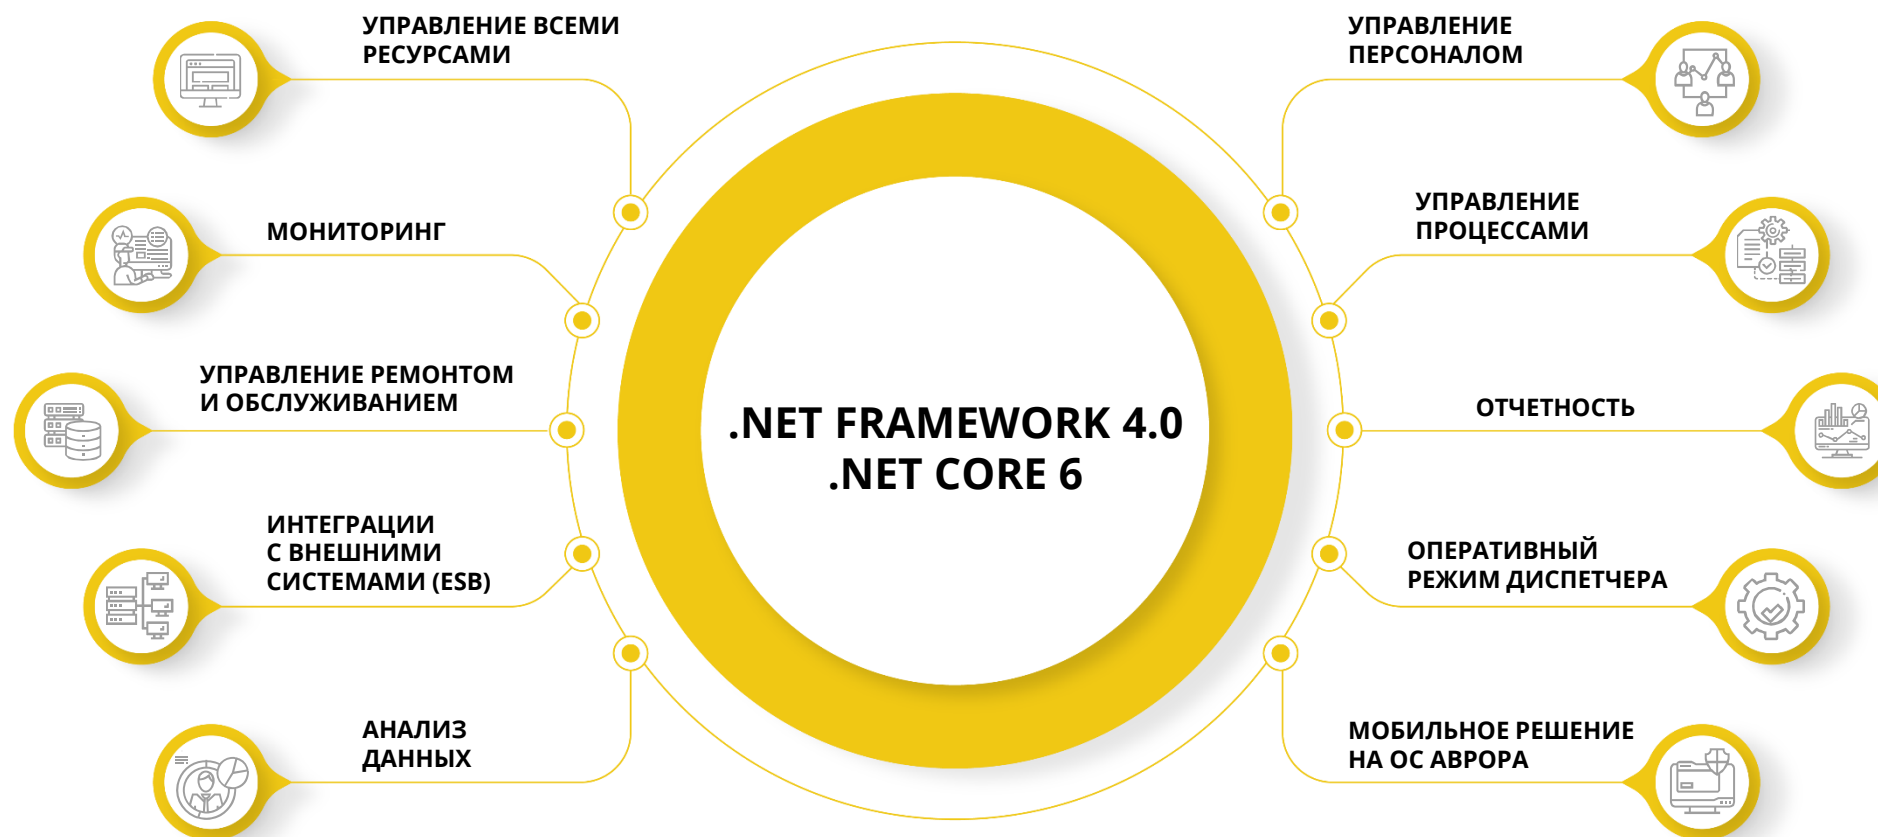 УПРАВЛЕНИЕ ВСЕМИ
РЕСУРСАМИ
МОНИТОРИНГ
УПРАВЛЕНИЕ РЕМОНТОМ
И ОБСЛУЖИВАНИЕМ
ИНТЕГРАЦИИ
С ВНЕШНИМИ
СИСТЕМАМИ (ESB)
АНАЛИЗ
ДАННЫХ
.NET FRAMEWORK 4.0
.NET CORE 6
УПРАВЛЕНИЕ
ПЕРСОНАЛОМ
УПРАВЛЕНИЕ
ПРОЦЕССАМИ
ОТЧЕТНОСТЬ
ОПЕРАТИВНЫЙ
РЕЖИМ ДИСПЕТЧЕРА
МОБИЛЬНОЕ РЕШЕНИЕ
НА ОС АВРОРА